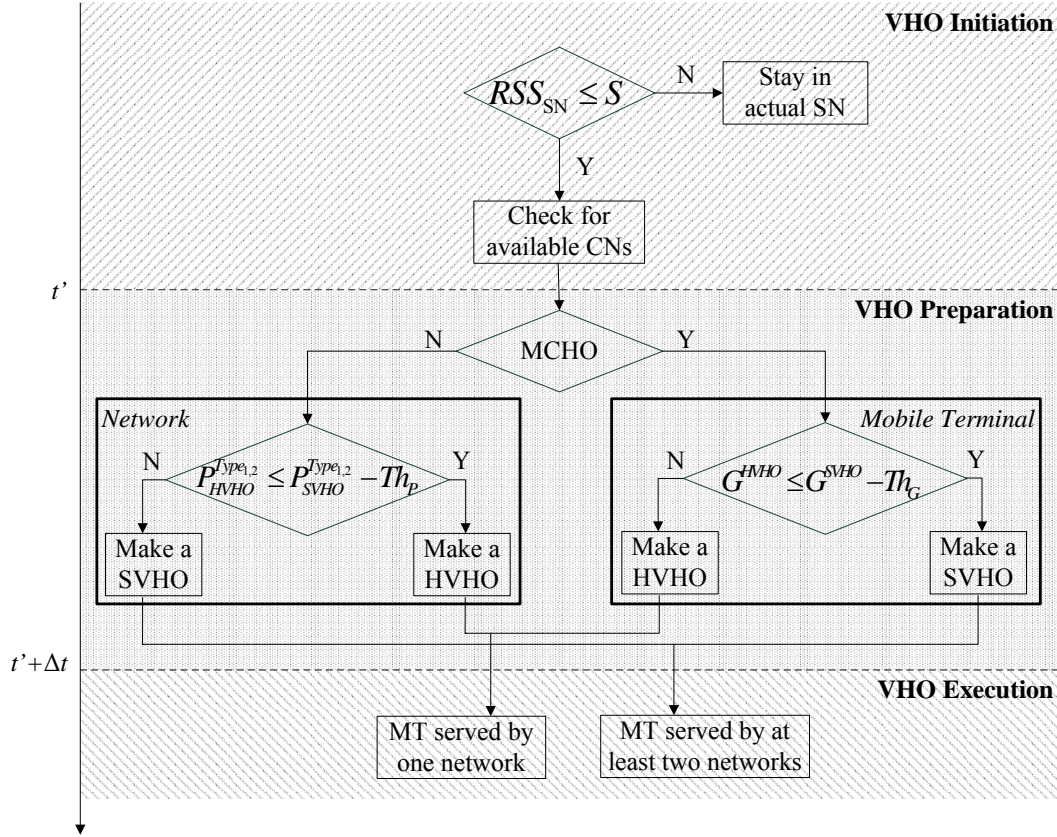 VHO Initiation
RSS_SN ≤ S
N
Stay in
actual SN
Y
Check for
available CNs
t'
VHO Preparation
N
MCHO
Y
Network
Mobile Terminal
N
P_HVHO^Type1,2 ≤ P_SVHO^Type1,2 − Th_P
Y
N
G^HVHO ≤ G^SVHO − Th_G
Y
Make a
SVHO
Make a
HVHO
Make a
HVHO
Make a
SVHO
t'+Δt
VHO Execution
MT served by
one network
MT served by at
least two networks